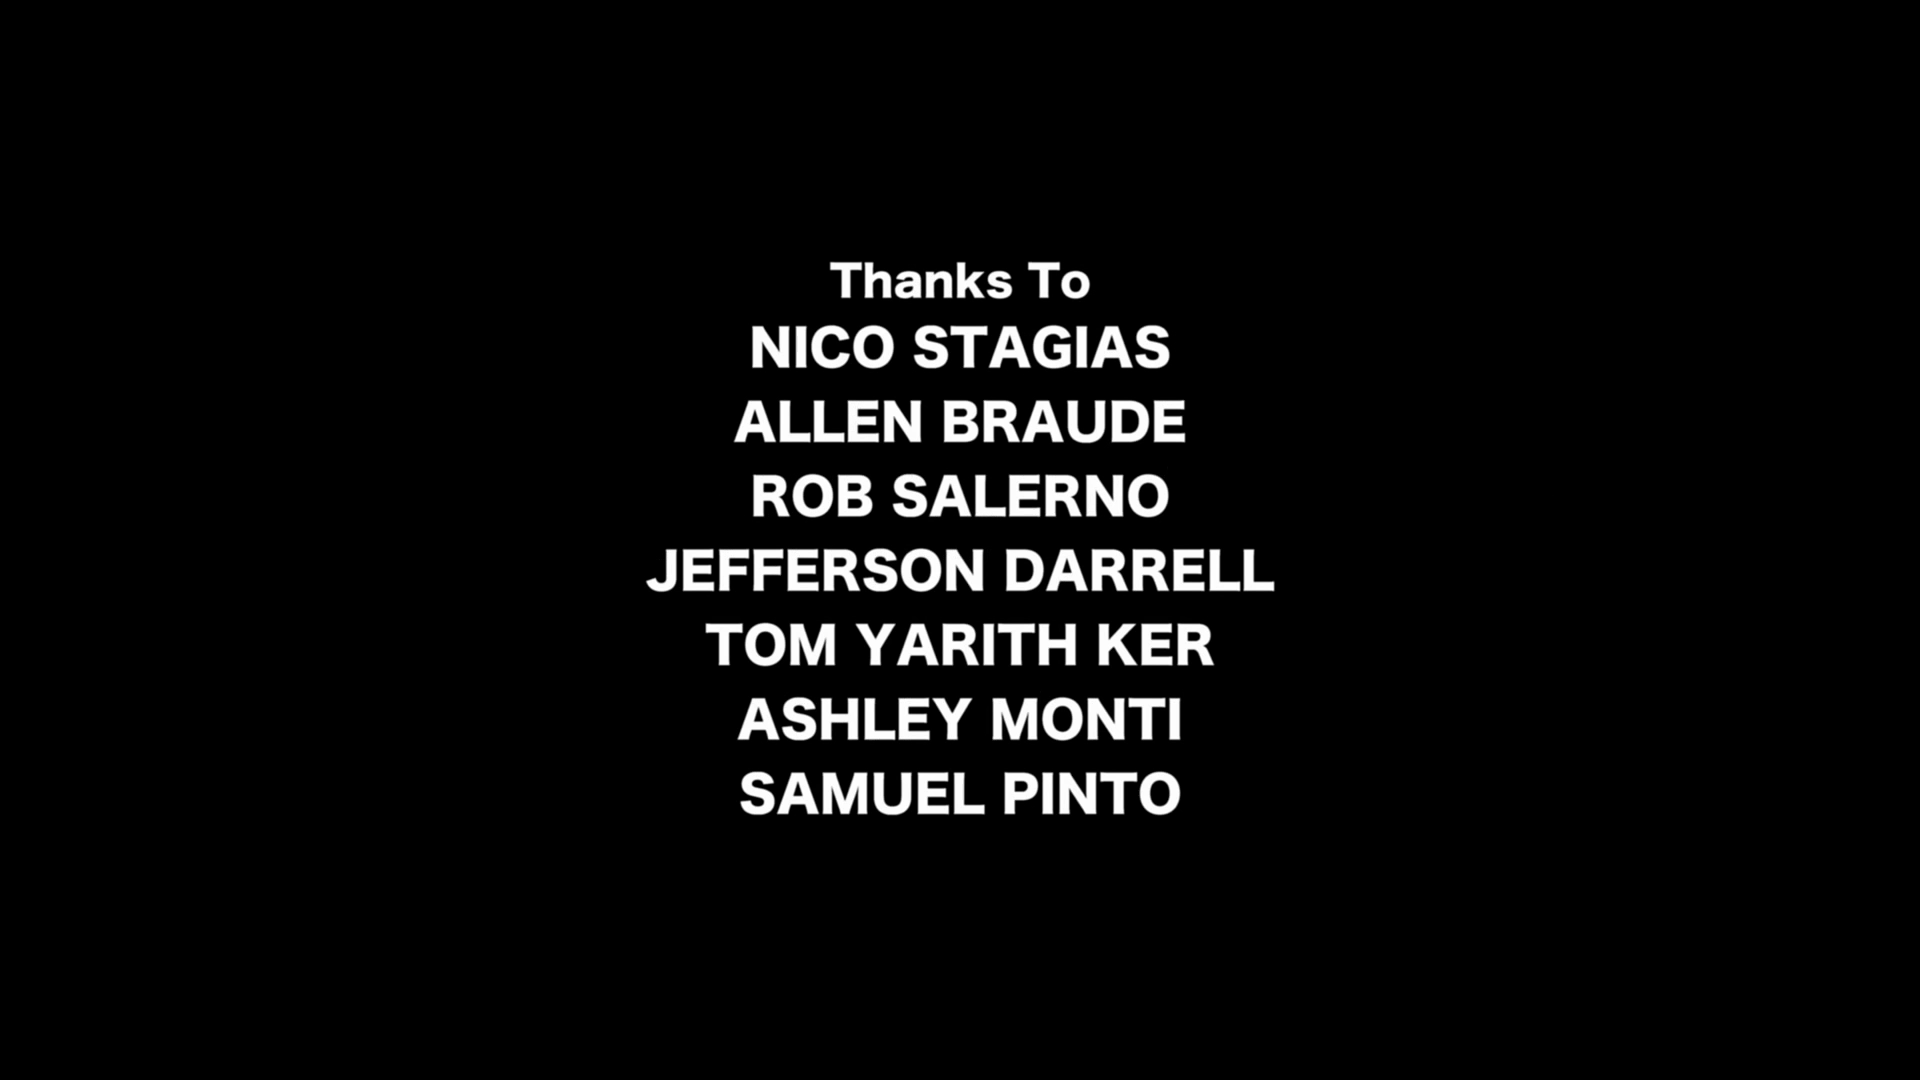 Thanks To
NICO STAGIAS
ALLEN BRAUDE
ROB SALERNO
JEFFERSON DARRELL
TOM YARITH KER
ASHLEY MONTI
SAMUEL PINTO